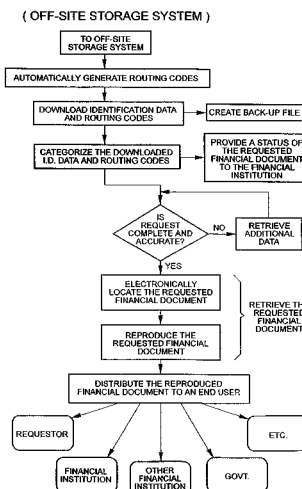 ( OFF-SITE STORAGE SYSTEM )
TO OFF-SITE
STORAGE SYSTEM
AUTOMATICALLY GENERATE ROUTING CODES
DOWNLOAD IDENTIFICATION DATA
AND ROUTING CODES
CREATE BACK-UP FILE
CATEGORIZE THE DOWNLOADED
I.D. DATA AND ROUTING CODES
PROVIDE A STATUS OF
THE REQUESTED
FINANCIAL DOCUMENT
TO THE FINANCIAL
INSTITUTION
IS
REQUEST
COMPLETE AND
ACCURATE?
NO
RETRIEVE
ADDITIONAL
DATA
YES
ELECTRONICALLY
LOCATE THE REQUESTED
FINANCIAL DOCUMENT
REPRODUCE THE
REQUESTED FINANCIAL
DOCUMENT
RETRIEVE TH
REQUESTED
FINANCIAL
DOCUMENT
DISTRIBUTE THE REPRODUCED
FINANCIAL DOCUMENT TO AN END USER
REQUESTOR
ETC.
FINANCIAL
INSTITUTION
OTHER
FINANCIAL
INSTITUTION
GOVT.